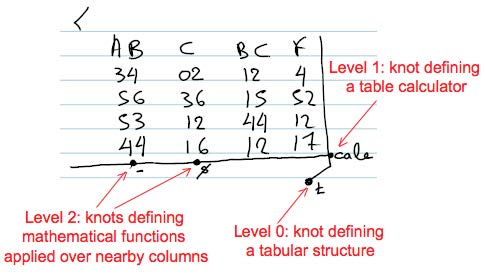 AB C BC F
34 02 12 4
56 36 15 52
53 12 44 12
44 16 12 17
Level 1: knot defining
a table calculator
calc
-
t
Level 2: knots defining
mathematical functions
applied over nearby columns
Level 0: knot defining
a tabular structure